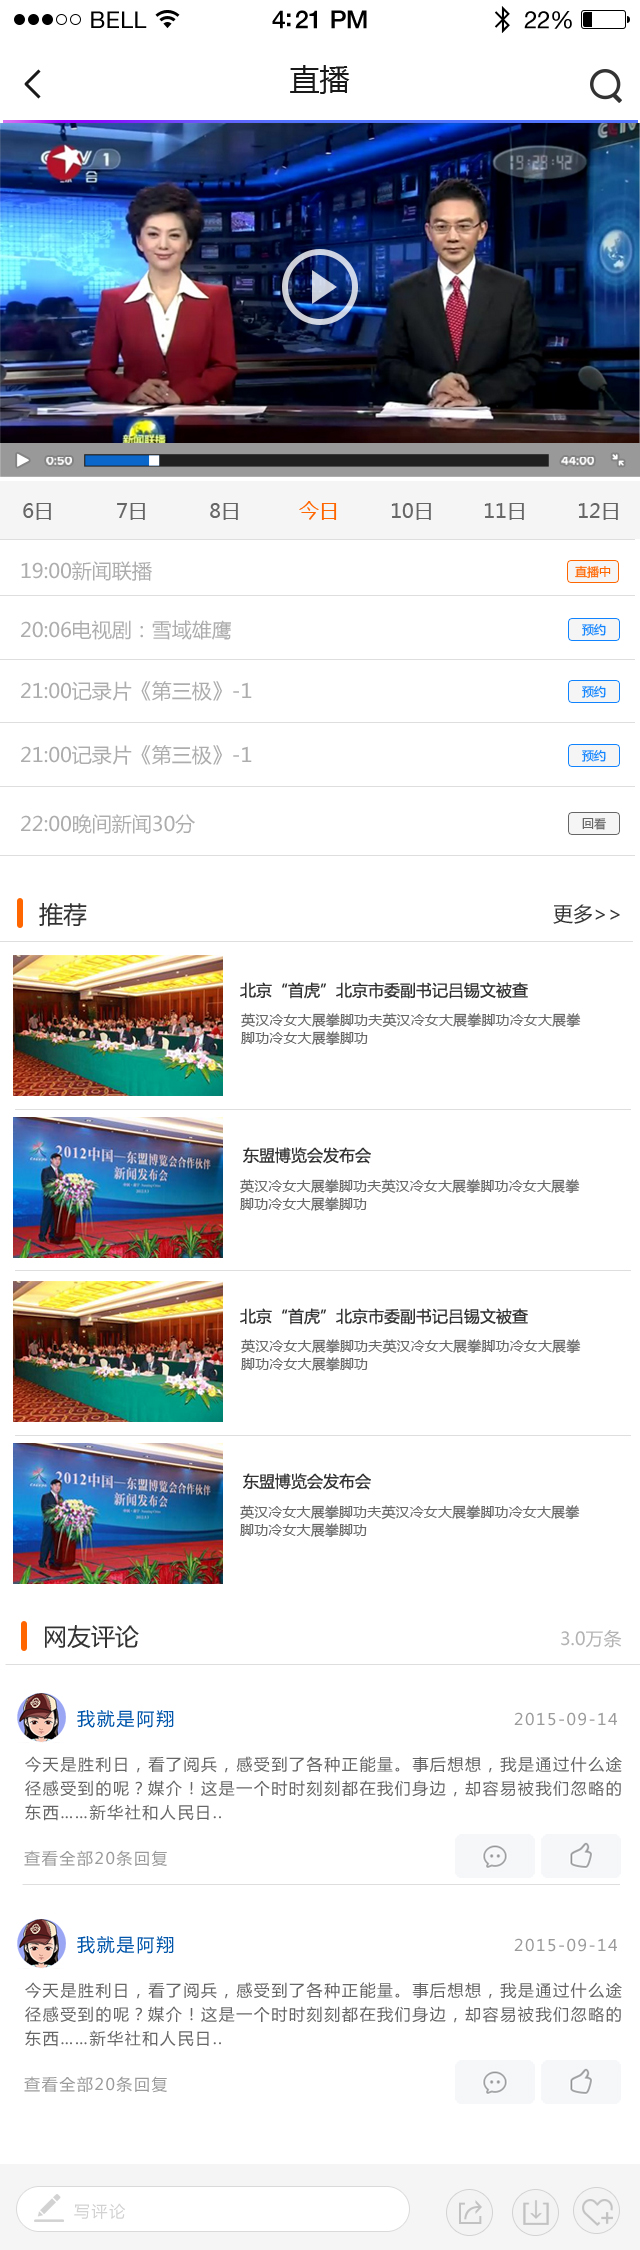 BELL 4:21 PM 22%
直播
CCTV 1
19:28:42
新闻联播
0:50 44:00
6日 7日 8日 今日 10日 11日 12日
19:00新闻联播 直播中
20:06电视剧：雪域雄鹰 预约
21:00记录片《第三极》-1 预约
21:00记录片《第三极》-1 预约
22:00晚间新闻30分 回看
推荐 更多>>
北京“首虎”北京市委副书记吕锡文被查
英汉冷女大展拳脚功夫英汉冷女大展拳脚功冷女大展拳
脚功冷女大展拳脚功
2012中国—东盟博览会合作伙伴
新闻发布会
东盟博览会发布会
英汉冷女大展拳脚功夫英汉冷女大展拳脚功冷女大展拳
脚功冷女大展拳脚功
北京“首虎”北京市委副书记吕锡文被查
英汉冷女大展拳脚功夫英汉冷女大展拳脚功冷女大展拳
脚功冷女大展拳脚功
2012中国—东盟博览会合作伙伴
新闻发布会
东盟博览会发布会
英汉冷女大展拳脚功夫英汉冷女大展拳脚功冷女大展拳
脚功冷女大展拳脚功
网友评论 3.0万条
我就是阿翔 2015-09-14
今天是胜利日，看了阅兵，感受到了各种正能量。事后想想，我是通过什么途
径感受到的呢？媒介！这是一个时时刻刻都在我们身边，却容易被我们忽略的
东西……新华社和人民日..
查看全部20条回复
我就是阿翔 2015-09-14
今天是胜利日，看了阅兵，感受到了各种正能量。事后想想，我是通过什么途
径感受到的呢？媒介！这是一个时时刻刻都在我们身边，却容易被我们忽略的
东西……新华社和人民日..
查看全部20条回复
写评论